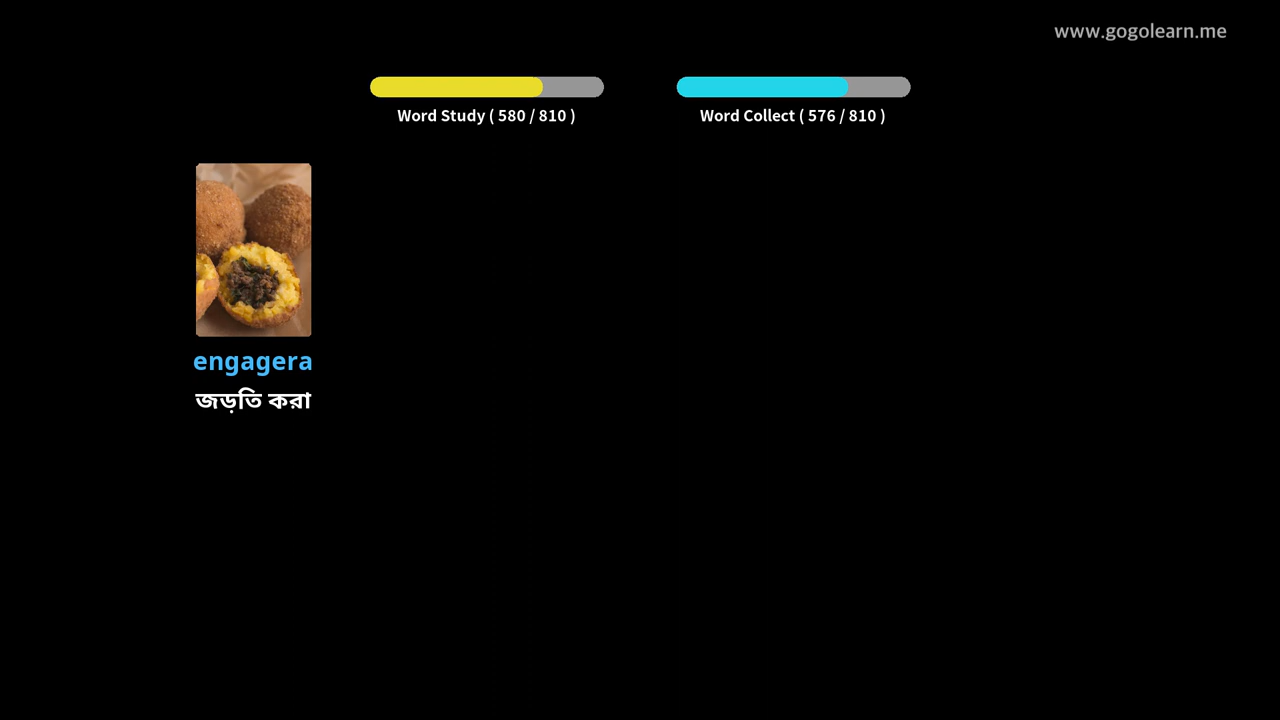 www.gogolearn.me
Word Study ( 580 / 810 )
Word Collect ( 576 / 810 )
engagera
জড়তি করা